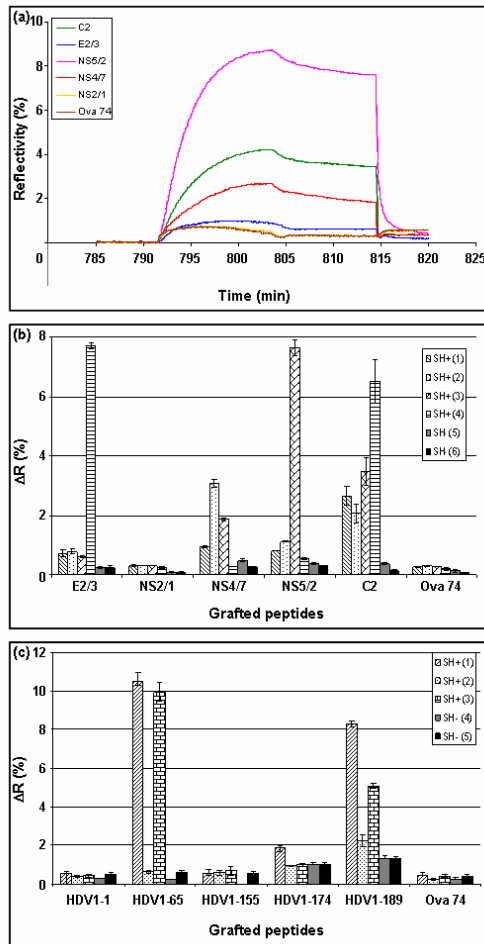 (a)
C2
E2/3
NS5/2
NS4/7
NS2/1
Ova 74
Reflectivity (%)
10
8
6
4
2
0
785 790 795 800 805 810 815 820 825
Time (min)
(b)
SH+ (1)
SH+ (2)
SH+ (3)
SH+ (4)
SH- (5)
SH- (6)
ΔR (%)
8
6
4
2
0
E2/3 NS2/1 NS4/7 NS5/2 C2 Ova 74
Grafted peptides
(c)
SH+ (1)
SH+ (2)
SH+ (3)
SH- (4)
SH- (5)
ΔR (%)
12
10
8
6
4
2
0
HDV1-1 HDV1-65 HDV1-155 HDV1-174 HDV1-189 Ova 74
Grafted peptides